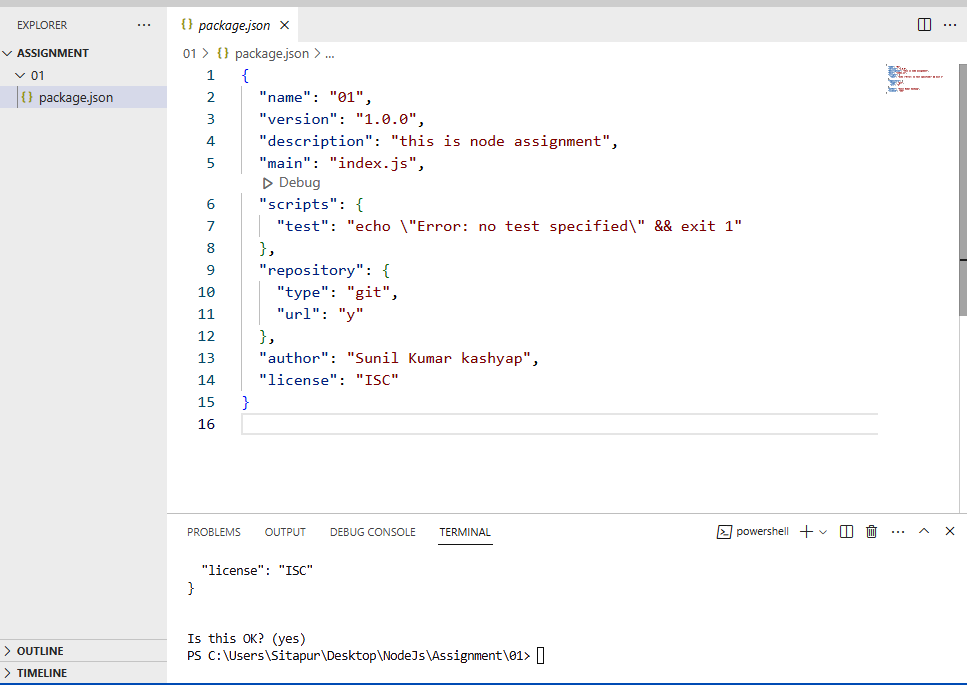 EXPLORER ···
ASSIGNMENT
01
{} package.json
{} package.json
01 > {} package.json > ...
1 {
2 "name": "01",
3 "version": "1.0.0",
4 "description": "this is node assignment",
5 "main": "index.js",
Debug
6 "scripts": {
7 "test": "echo \"Error: no test specified\" && exit 1"
8 },
9 "repository": {
10 "type": "git",
11 "url": "y"
12 },
13 "author": "Sunil Kumar kashyap",
14 "license": "ISC"
15 }
16
PROBLEMS OUTPUT DEBUG CONSOLE TERMINAL powershell
"license": "ISC"
}
Is this OK? (yes)
PS C:\Users\Sitapur\Desktop\NodeJs\Assignment\01>
OUTLINE
TIMELINE